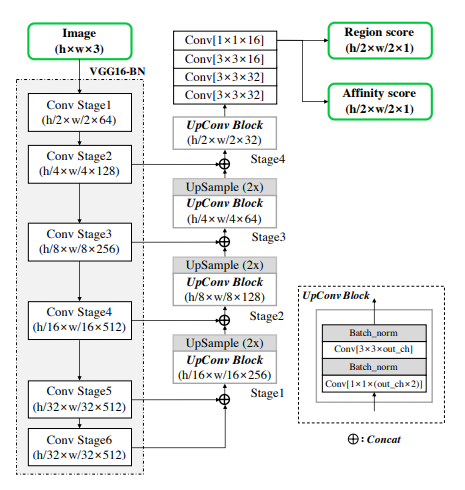 Image
(h×w×3)
VGG16-BN
Conv Stage1
(h/2×w/2×64)
Conv Stage2
(h/4×w/4×128)
Conv Stage3
(h/8×w/8×256)
Conv Stage4
(h/16×w/16×512)
Conv Stage5
(h/32×w/32×512)
Conv Stage6
(h/32×w/32×512)
Conv[1×1×16]
Conv[3×3×16]
Conv[3×3×32]
Conv[3×3×32]
UpConv Block
(h/2×w/2×32)
Stage4
UpSample (2x)
UpConv Block
(h/4×w/4×64)
Stage3
UpSample (2x)
UpConv Block
(h/8×w/8×128)
Stage2
UpSample (2x)
UpConv Block
(h/16×w/16×256)
Stage1
Region score
(h/2×w/2×1)
Affinity score
(h/2×w/2×1)
UpConv Block
Batch_norm
Conv[3×3×out_ch]
Batch_norm
Conv[1×1×(out_ch×2)]
⊕: Concat